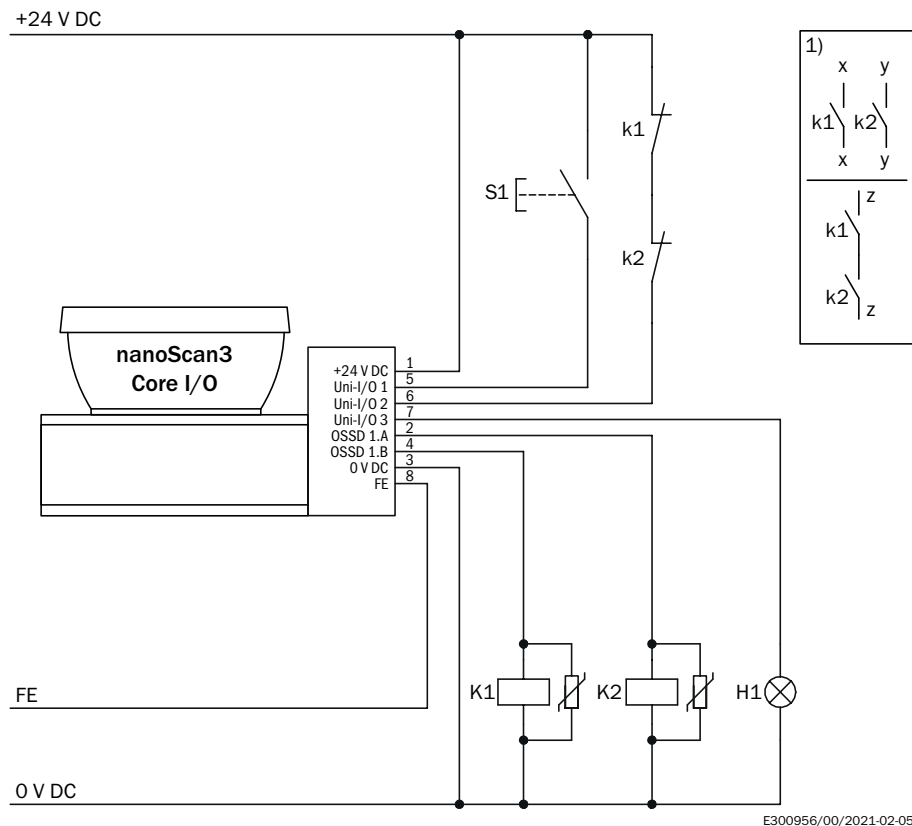 +24 V DC
1)
x y
k1 k2
x y
z
k1
k2
z
k1
S1
k2
nanoScan3
Core I/O
+24 V DC 1
Uni-I/O 1 5
Uni-I/O 2 6
Uni-I/O 3 7
OSSD 1.A 2
OSSD 1.B 4
0 V DC 3
FE 8
K1 K2 H1
FE
0 V DC
E300956/00/2021-02-05